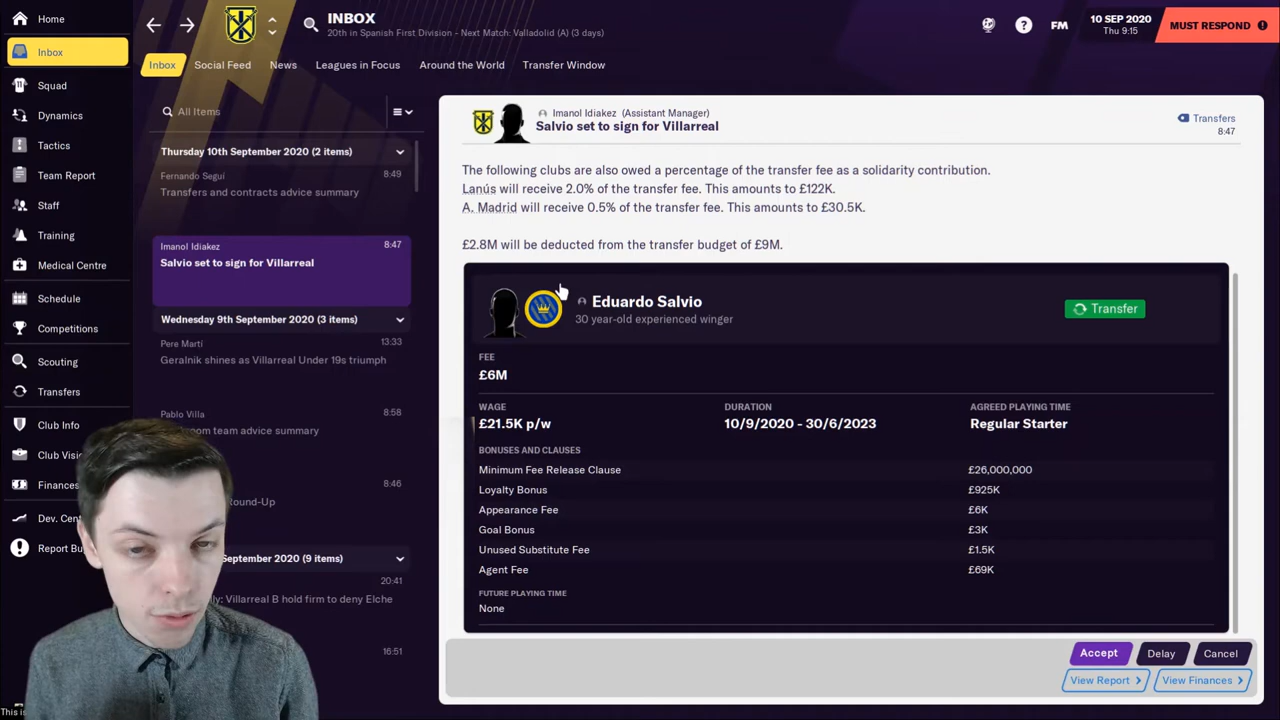 Home
INBOX
20th in Spanish First Division - Next Match: Valladolid (A) (3 days)
FM
10 SEP 2020
Thu 9:15
MUST RESPOND
Inbox
Squad
Dynamics
Tactics
Team Report
Staff
Training
Medical Centre
Schedule
Competitions
Scouting
Transfers
Club Info
Club Visi
Finances
Dev. Cent
Report Bu
This is
Inbox
Social Feed
News
Leagues in Focus
Around the World
Transfer Window
All Items
Thursday 10th September 2020 (2 items)
Fernando Seguí
8:49
Transfers and contracts advice summary
Imanol Idiakez
8:47
Salvio set to sign for Villarreal
Wednesday 9th September 2020 (3 items)
Pere Martí
13:33
Geralnik shines as Villarreal Under 19s triumph
Pablo Villa
8:58
room team advice summary
8:46
Round-Up
September 2020 (9 items)
20:41
ly: Villarreal B hold firm to deny Elche
16:51
Imanol Idiakez (Assistant Manager)
Salvio set to sign for Villarreal
Transfers
8:47
The following clubs are also owed a percentage of the transfer fee as a solidarity contribution.
Lanús will receive 2.0% of the transfer fee. This amounts to £122K.
A. Madrid will receive 0.5% of the transfer fee. This amounts to £30.5K.
£2.8M will be deducted from the transfer budget of £9M.
Eduardo Salvio
30 year-old experienced winger
Transfer
FEE
£6M
WAGE
£21.5K p/w
DURATION
10/9/2020 - 30/6/2023
AGREED PLAYING TIME
Regular Starter
BONUSES AND CLAUSES
Minimum Fee Release Clause £26,000,000
Loyalty Bonus £925K
Appearance Fee £6K
Goal Bonus £3K
Unused Substitute Fee £1.5K
Agent Fee £69K
FUTURE PLAYING TIME
None
Accept
Delay
Cancel
View Report
View Finances